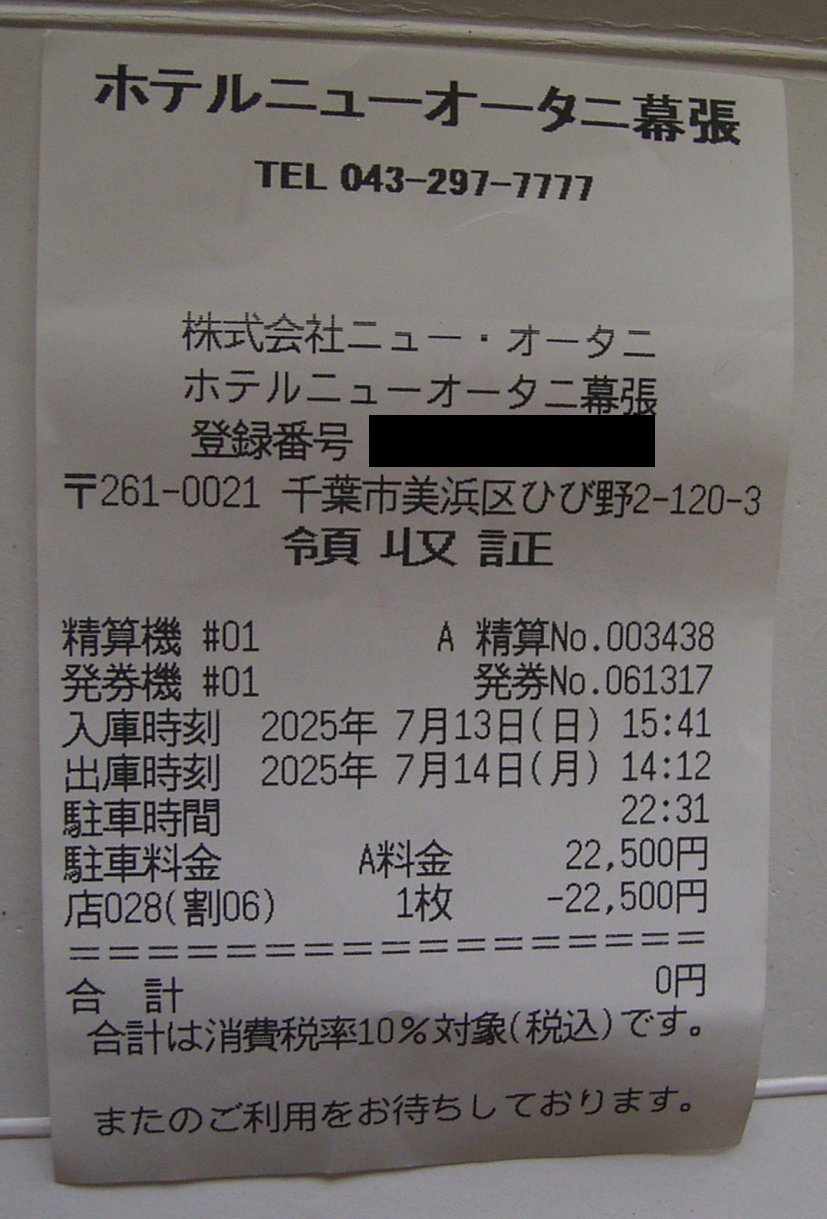 ホテルニューオータニ幕張
TEL 043-297-7777
株式会社ニュー・オータニ
ホテルニューオータニ幕張
登録番号
〒261-0021 千葉市美浜区ひび野2-120-3
領収証
精算機 #01 A 精算No.003438
発券機 #01 発券No.061317
入庫時刻 2025年 7月13日(日) 15:41
出庫時刻 2025年 7月14日(月) 14:12
駐車時間 22:31
駐車料金 A料金 22,500円
店028(割06) 1枚 -22,500円
==================
合 計 0円
合計は消費税率10%対象(税込)です。
またのご利用をお待ちしております。